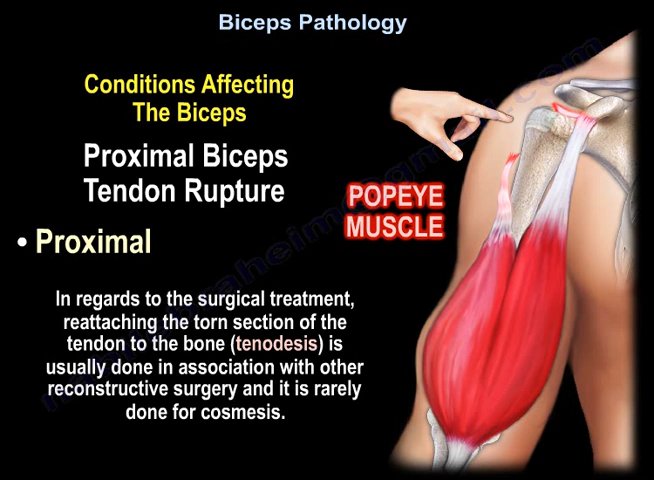 Biceps Pathology
Conditions Affecting
The Biceps
Proximal Biceps
Tendon Rupture
POPEYE
MUSCLE
• Proximal
In regards to the surgical treatment,
reattaching the torn section of the
tendon to the bone (tenodesis) is
usually done in association with other
reconstructive surgery and it is rarely
done for cosmesis.